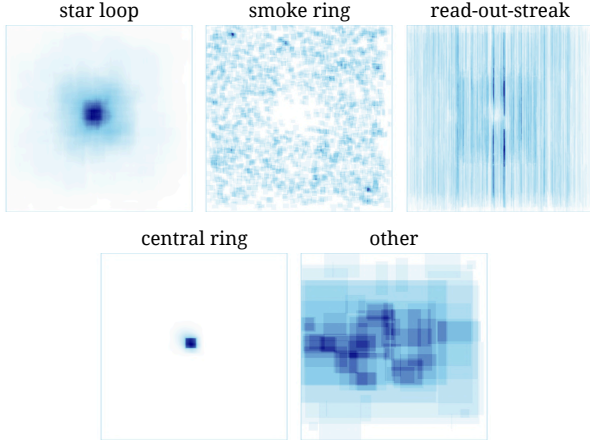 star loop
smoke ring
read-out-streak
central ring
other